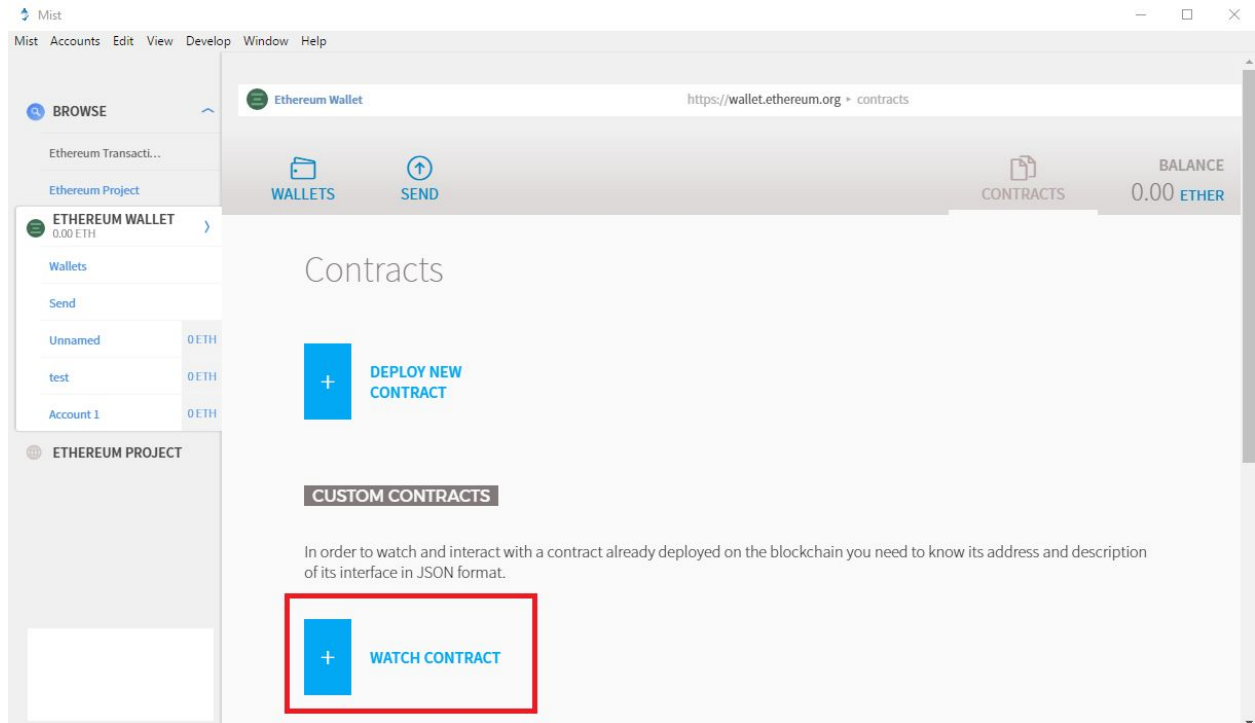 Mist
Mist Accounts Edit View Develop Window Help
BROWSE
Ethereum Transacti...
Ethereum Project
ETHEREUM WALLET
0.00 ETH
Wallets
Send
Unnamed 0 ETH
test 0 ETH
Account 1 0 ETH
ETHEREUM PROJECT
Ethereum Wallet https://wallet.ethereum.org ▸ contracts
WALLETS SEND CONTRACTS
BALANCE
0.00 ETHER
Contracts
+ DEPLOY NEW
CONTRACT
CUSTOM CONTRACTS
In order to watch and interact with a contract already deployed on the blockchain you need to know its address and description
of its interface in JSON format.
+ WATCH CONTRACT